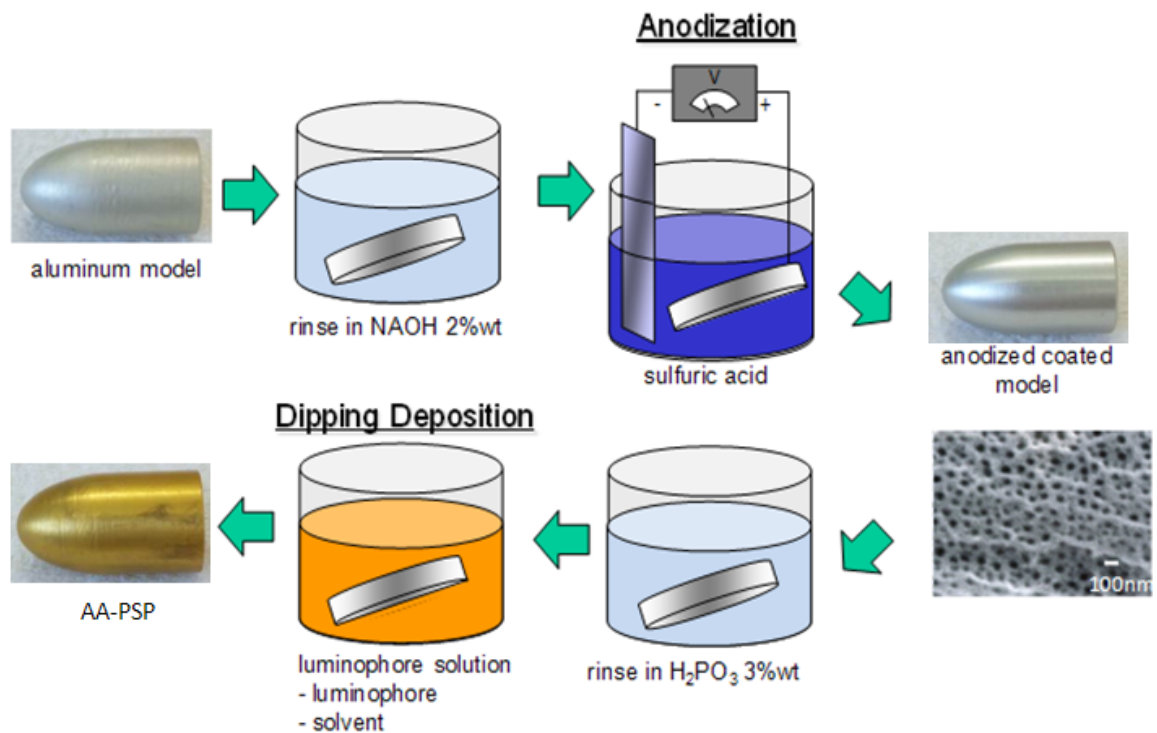 Anodization
V
- +
aluminum model
rinse in NAOH 2%wt
sulfuric acid
anodized coated
model
100nm
Dipping Deposition
AA-PSP
luminophore solution
- luminophore
- solvent
rinse in H₂PO₃ 3%wt